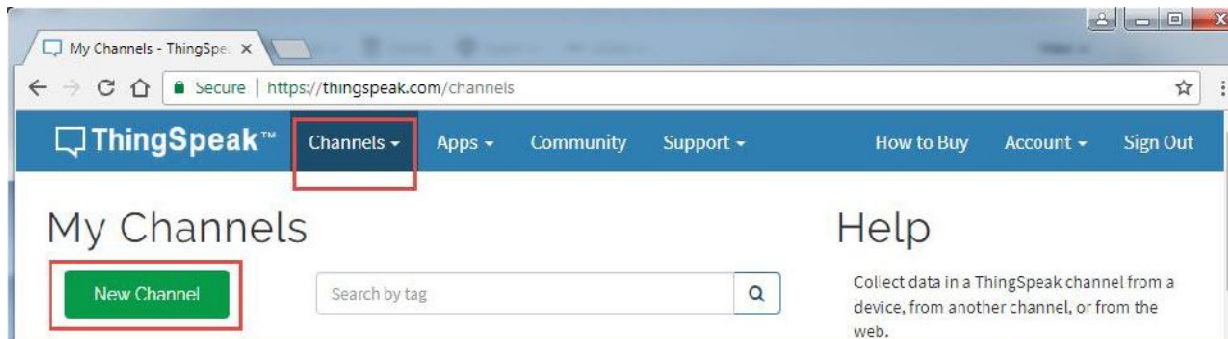 My Channels - ThingSpe
Secure | https://thingspeak.com/channels
ThingSpeak™ Channels Apps Community Support How to Buy Account Sign Out
My Channels
New Channel
Search by tag
Help
Collect data in a ThingSpeak channel from a
device, from another channel, or from the
web.